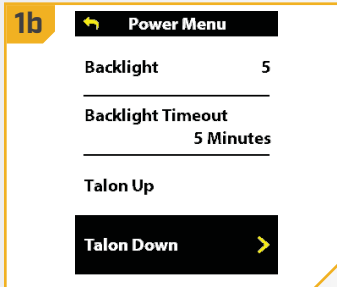 1b
Power Menu
Backlight 5
Backlight Timeout
5 Minutes
Talon Up
Talon Down